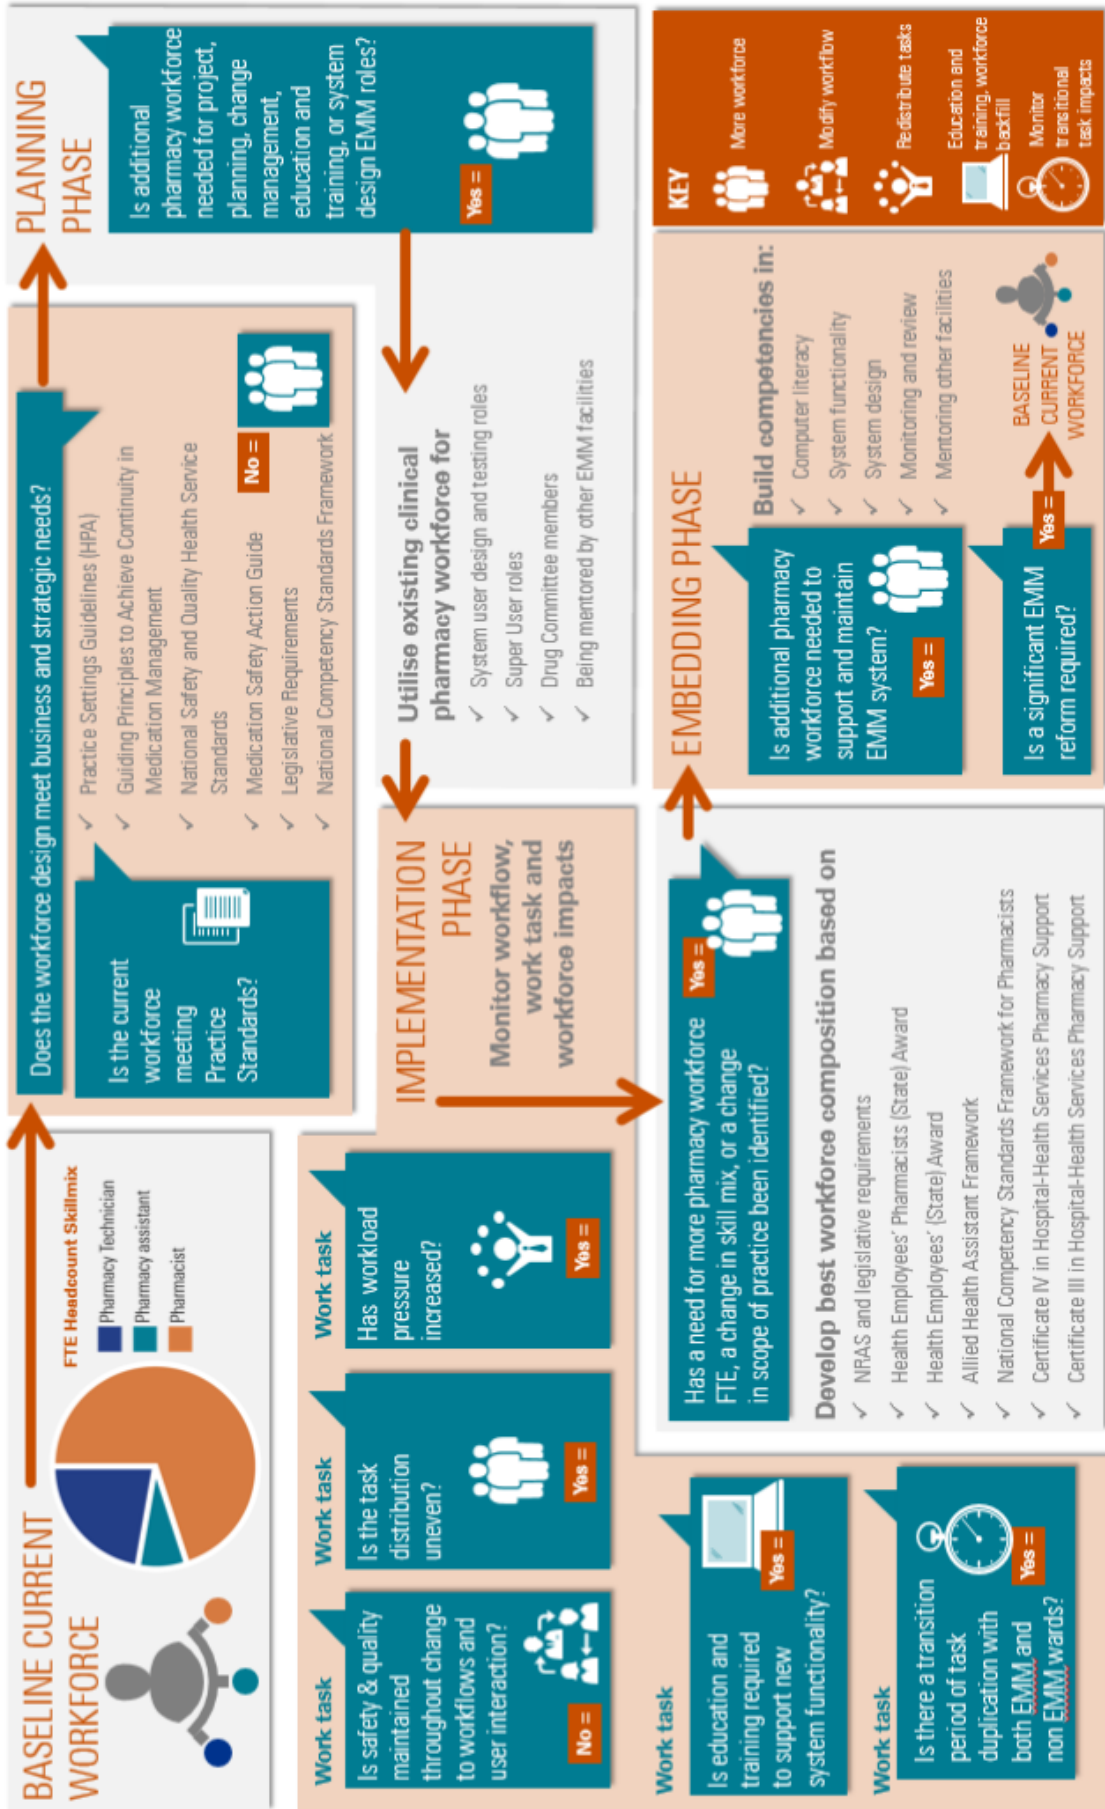 BASELINE CURRENT
WORKFORCE
FTE Headcount Skillmix
Pharmacy Technician
Pharmacy assistant
Pharmacist
Does the workforce design meet business and strategic needs?
Is the current
workforce
meeting
Practice
Standards?
✓ Practice Settings Guidelines (HPA)
✓ Guiding Principles to Achieve Continuity in
Medication Management
✓ National Safety and Quality Health Service
Standards
✓ Medication Safety Action Guide
✓ Legislative Requirements
✓ National Competency Standards Framework
No =
PLANNING
PHASE
Is additional
pharmacy workforce
needed for project,
planning, change
management,
education and
training, or system
design EMM roles?
Yes =
Utilise existing clinical
pharmacy workforce for
✓ System user design and testing roles
✓ Super User roles
✓ Drug Committee members
✓ Being mentored by other EMM facilities
IMPLEMENTATION
PHASE
Monitor workflow,
work task and
workforce impacts
Work task
Is safety & quality
maintained
throughout change
to workflows and
user interaction?
No =
Work task
Is the task
distribution
uneven?
Yes =
Work task
Has workload
pressure
increased?
Yes =
Work task
Is education and
training required
to support new
system functionality?
Yes =
Work task
Is there a transition
period of task
duplication with
both EMM and
non EMM wards?
Yes =
Has a need for more pharmacy workforce
FTE, a change in skill mix, or a change
in scope of practice been identified?
Yes =
Develop best workforce composition based on
✓ NRAS and legislative requirements
✓ Health Employees' Pharmacists (State) Award
✓ Health Employees' (State) Award
✓ Allied Health Assistant Framework
✓ National Competency Standards Framework for Pharmacists
✓ Certificate IV in Hospital-Health Services Pharmacy Support
✓ Certificate III in Hospital-Health Services Pharmacy Support
EMBEDDING PHASE
Is additional pharmacy
workforce needed to
support and maintain
EMM system?
Yes =
Build competencies in:
✓ Computer literacy
✓ System functionality
✓ System design
✓ Monitoring and review
✓ Mentoring other facilities
Is a significant EMM
reform required?
Yes =
BASELINE
CURRENT
WORKFORCE
KEY
More workforce
Modify workflow
Redistribute tasks
Education and
training, workforce
backfill
Monitor
transitional
task impacts